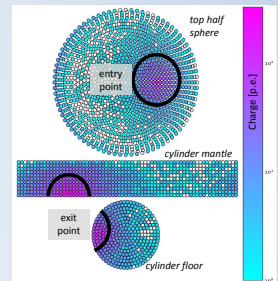 top half
sphere
entry
point
cylinder mantle
exit
point
cylinder floor
Charge [p.e.]